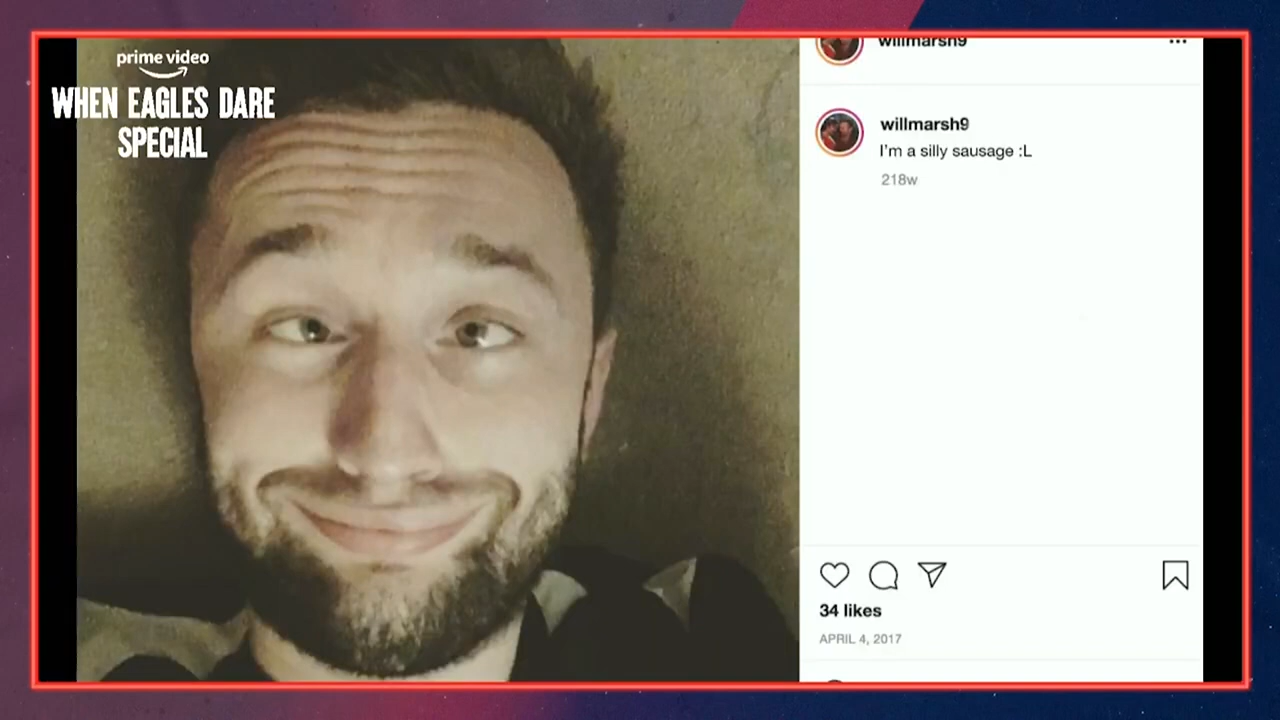 prime video
WHEN EAGLES DARE
SPECIAL
willmarsh9
willmarsh9
I'm a silly sausage :L
218w
34 likes
APRIL 4, 2017